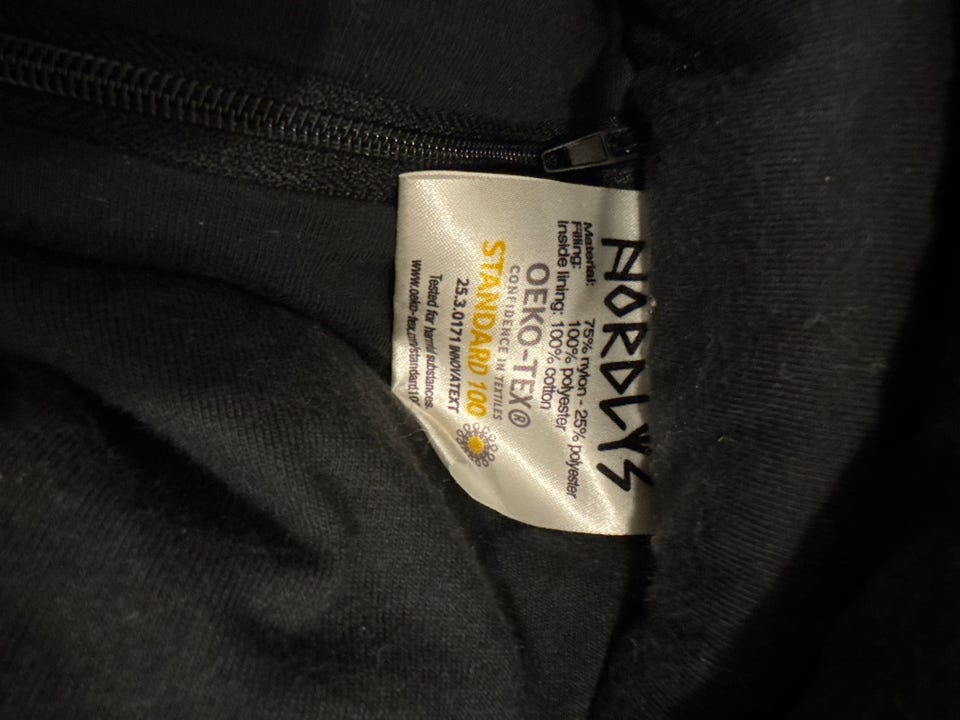 NORDLYS
Material: 75% nylon - 25% polyester
Filling: 100% polyester
Inside lining: 100% cotton
OEKO-TEX®
CONFIDENCE IN TEXTILES
STANDARD 100
25.3.0171 INNOVATEXT
Tested for harmful substances.
www.oeko-tex.com/standard10